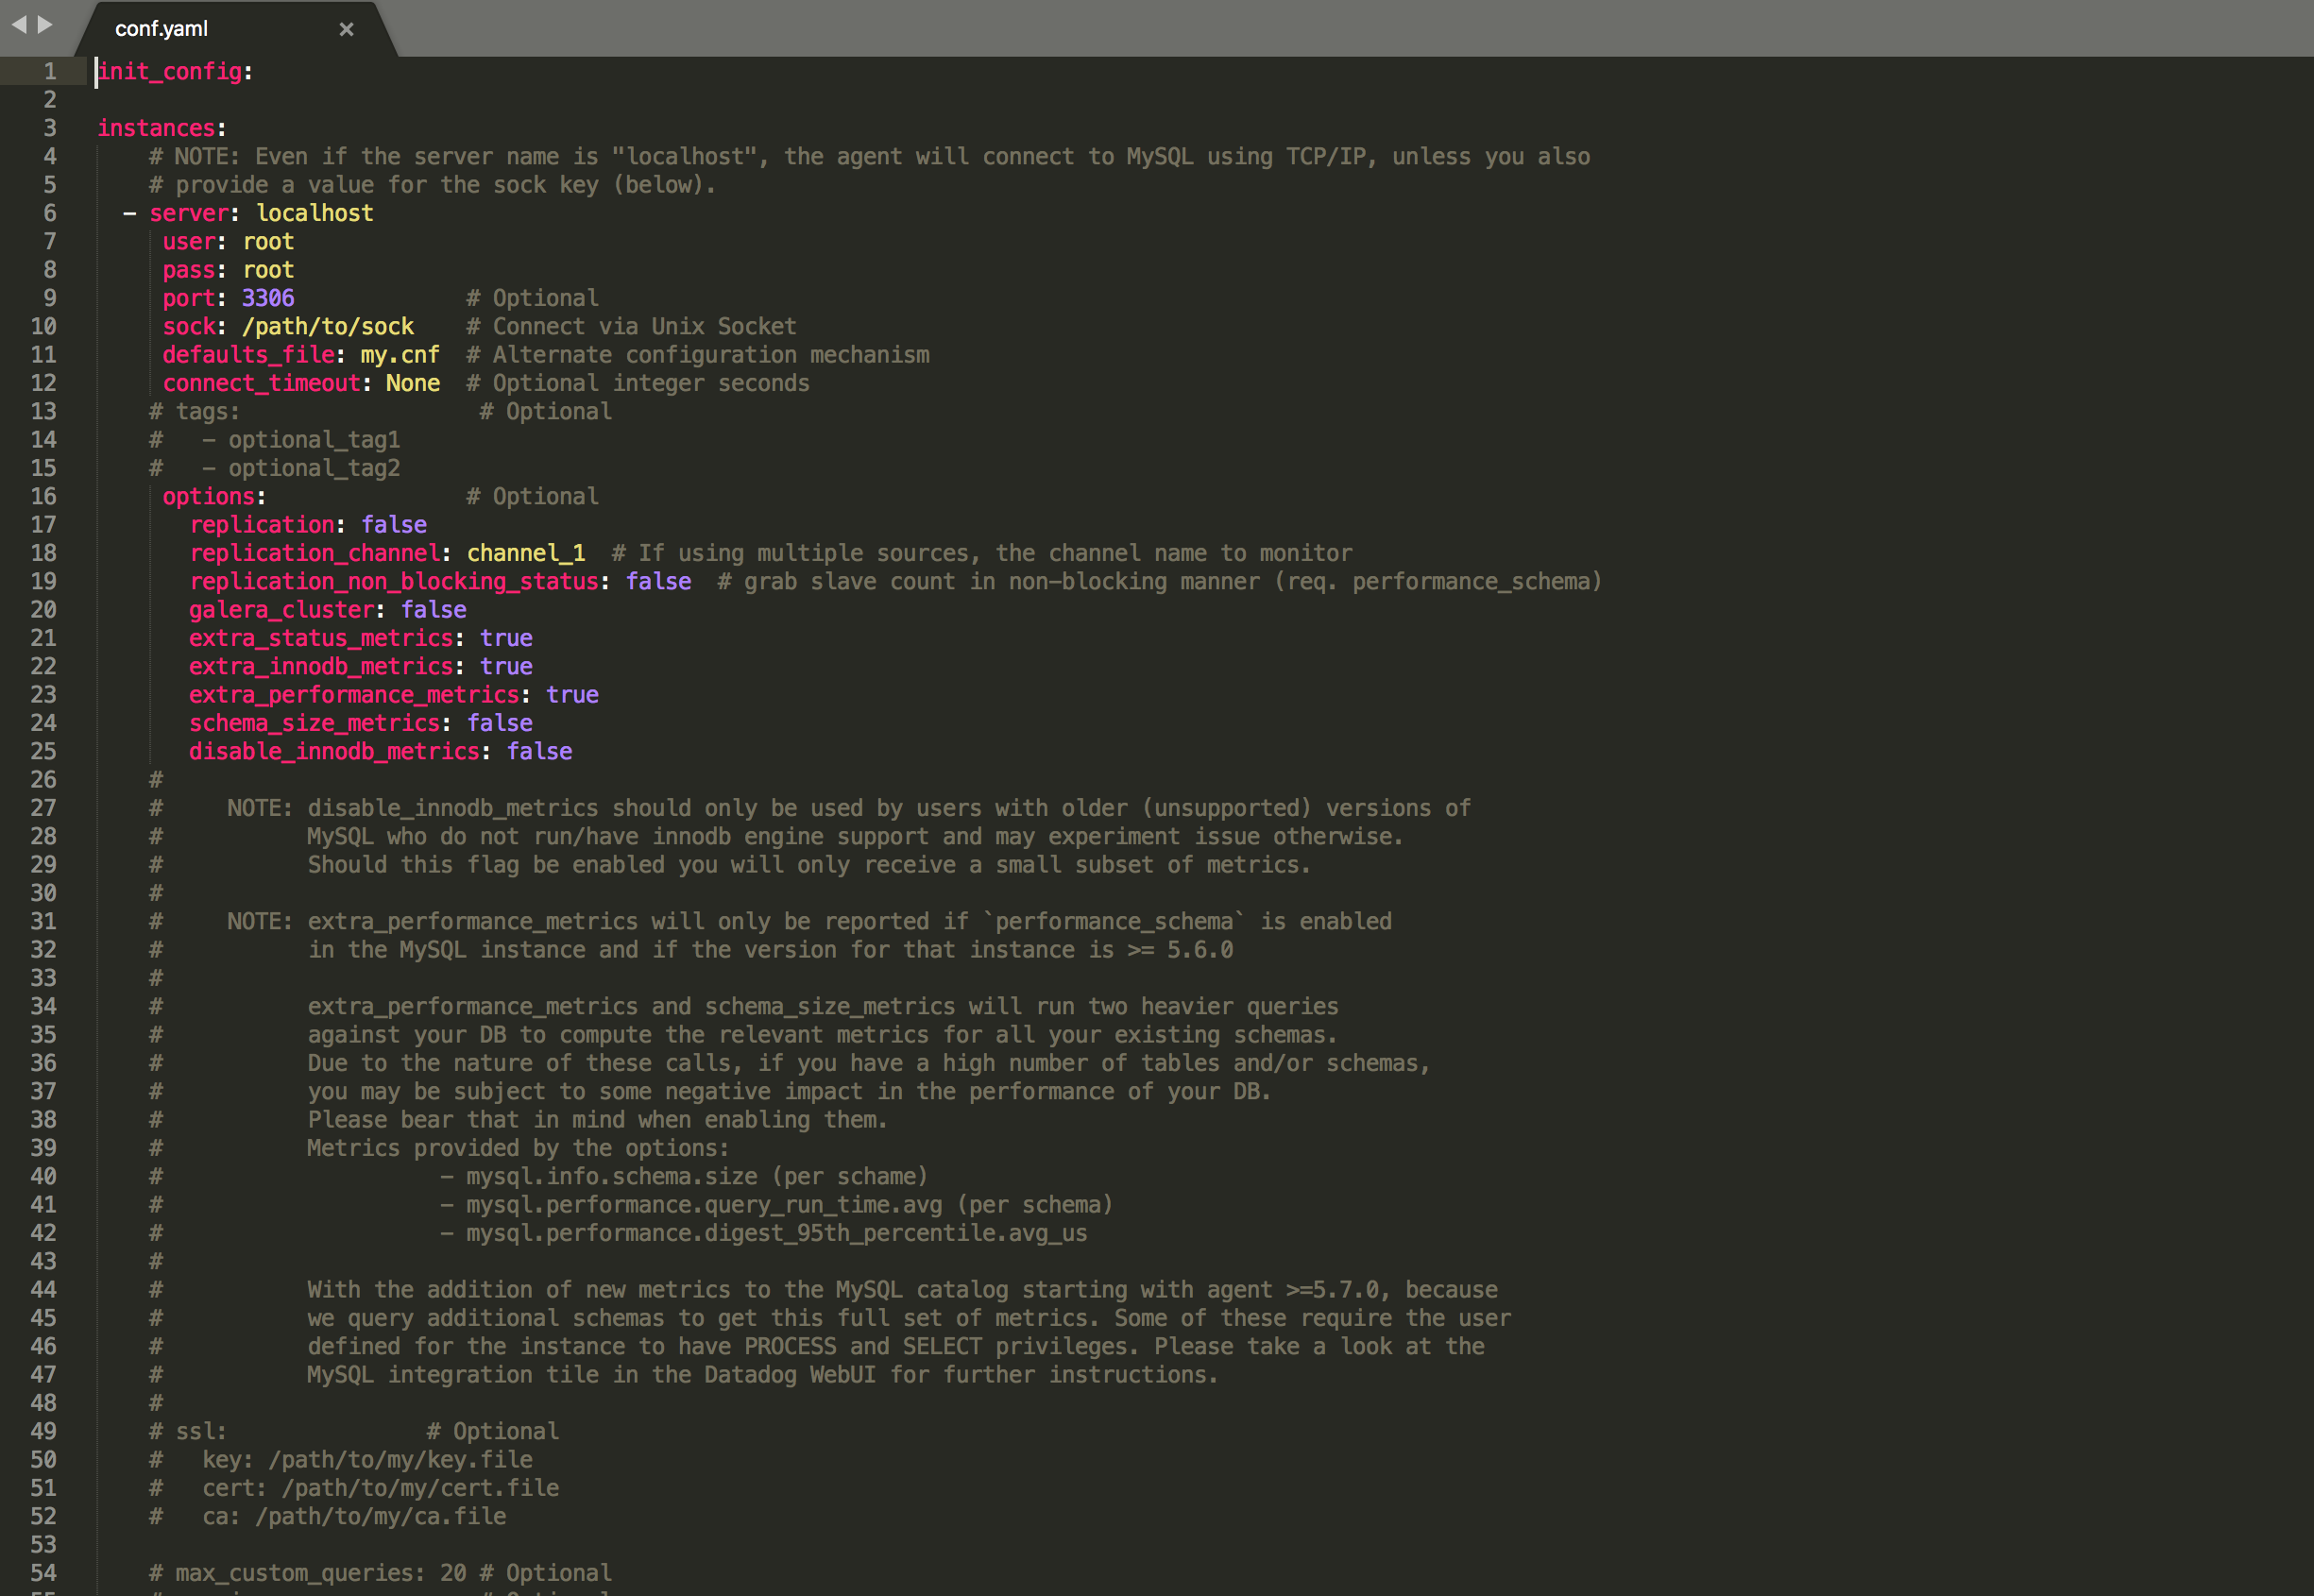 conf.yaml ×
1 init_config:
2
3 instances:
4     # NOTE: Even if the server name is "localhost", the agent will connect to MySQL using TCP/IP, unless you also
5     # provide a value for the sock key (below).
6   - server: localhost
7      user: root
8      pass: root
9      port: 3306             # Optional
10      sock: /path/to/sock    # Connect via Unix Socket
11      defaults_file: my.cnf  # Alternate configuration mechanism
12      connect_timeout: None  # Optional integer seconds
13     # tags:                  # Optional
14     #   - optional_tag1
15     #   - optional_tag2
16      options:               # Optional
17        replication: false
18        replication_channel: channel_1  # If using multiple sources, the channel name to monitor
19        replication_non_blocking_status: false  # grab slave count in non-blocking manner (req. performance_schema)
20        galera_cluster: false
21        extra_status_metrics: true
22        extra_innodb_metrics: true
23        extra_performance_metrics: true
24        schema_size_metrics: false
25        disable_innodb_metrics: false
26     #
27     #     NOTE: disable_innodb_metrics should only be used by users with older (unsupported) versions of
28     #           MySQL who do not run/have innodb engine support and may experiment issue otherwise.
29     #           Should this flag be enabled you will only receive a small subset of metrics.
30     #
31     #     NOTE: extra_performance_metrics will only be reported if `performance_schema` is enabled
32     #           in the MySQL instance and if the version for that instance is >= 5.6.0
33     #
34     #           extra_performance_metrics and schema_size_metrics will run two heavier queries
35     #           against your DB to compute the relevant metrics for all your existing schemas.
36     #           Due to the nature of these calls, if you have a high number of tables and/or schemas,
37     #           you may be subject to some negative impact in the performance of your DB.
38     #           Please bear that in mind when enabling them.
39     #           Metrics provided by the options:
40     #                     - mysql.info.schema.size (per schame)
41     #                     - mysql.performance.query_run_time.avg (per schema)
42     #                     - mysql.performance.digest_95th_percentile.avg_us
43     #
44     #           With the addition of new metrics to the MySQL catalog starting with agent >=5.7.0, because
45     #           we query additional schemas to get this full set of metrics. Some of these require the user
46     #           defined for the instance to have PROCESS and SELECT privileges. Please take a look at the
47     #           MySQL integration tile in the Datadog WebUI for further instructions.
48     #
49     # ssl:               # Optional
50     #   key: /path/to/my/key.file
51     #   cert: /path/to/my/cert.file
52     #   ca: /path/to/my/ca.file
53
54     # max_custom_queries: 20 # Optional